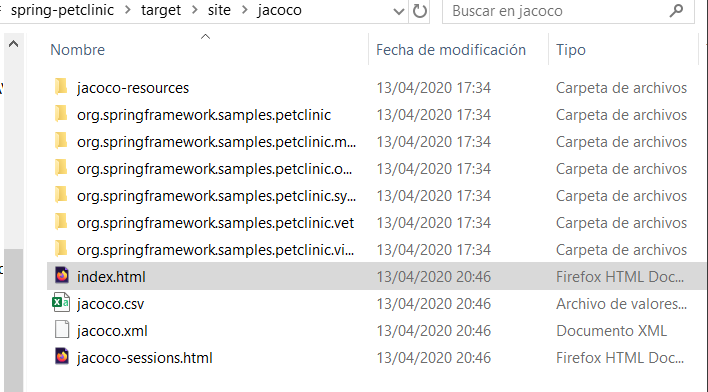 spring-petclinic > target > site > jacoco
Buscar en jacoco
Nombre Fecha de modificación Tipo
jacoco-resources 13/04/2020 17:34 Carpeta de archivos
org.springframework.samples.petclinic 13/04/2020 17:34 Carpeta de archivos
org.springframework.samples.petclinic.m... 13/04/2020 17:34 Carpeta de archivos
org.springframework.samples.petclinic.o... 13/04/2020 17:34 Carpeta de archivos
org.springframework.samples.petclinic.sy... 13/04/2020 17:34 Carpeta de archivos
org.springframework.samples.petclinic.vet 13/04/2020 17:34 Carpeta de archivos
org.springframework.samples.petclinic.vi... 13/04/2020 17:34 Carpeta de archivos
index.html 13/04/2020 20:46 Firefox HTML Doc...
jacoco.csv 13/04/2020 20:46 Archivo de valores...
jacoco.xml 13/04/2020 20:46 Documento XML
jacoco-sessions.html 13/04/2020 20:46 Firefox HTML Doc...